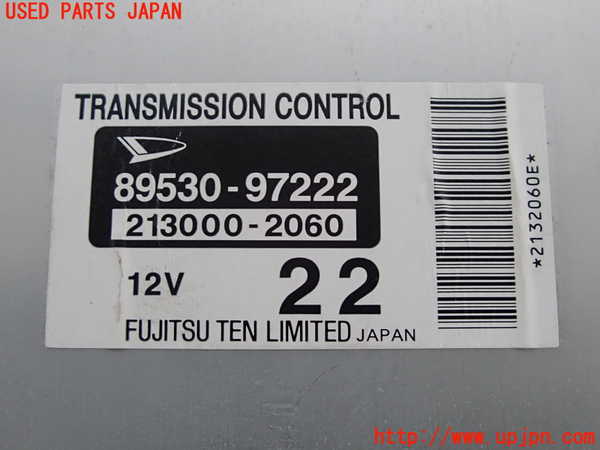 USED PARTS JAPAN
TRANSMISSION CONTROL
89530-97222
213000-2060
12V
22
FUJITSU TEN LIMITED JAPAN
*2132060E*
http://www.upjpn.com/